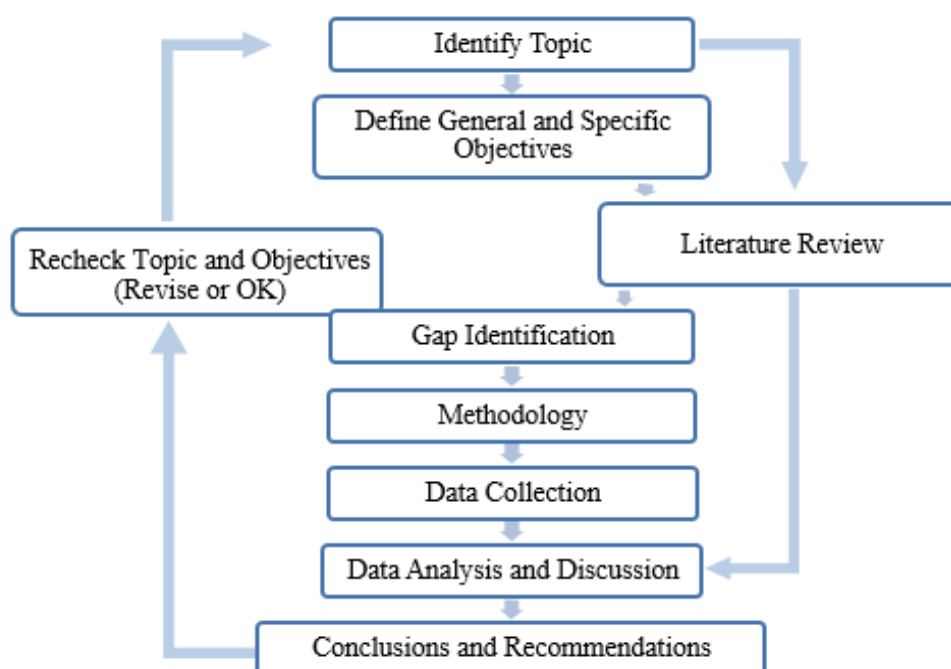 Identify Topic
Define General and Specific
Objectives
Literature Review
Recheck Topic and Objectives
(Revise or OK)
Gap Identification
Methodology
Data Collection
Data Analysis and Discussion
Conclusions and Recommendations